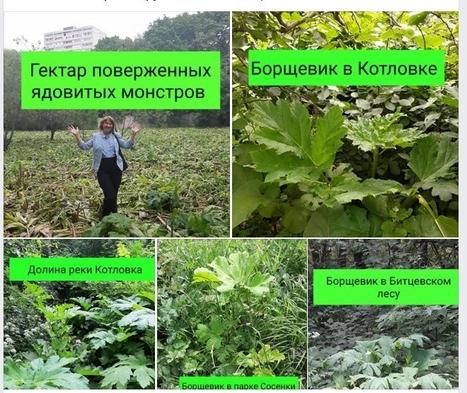 Гектар поверженных
ядовитых монстров
Борщевик в Котловке
Долина реки Котловка
Борщевик в парке Сосенки
Борщевик в Битцевском
лесу